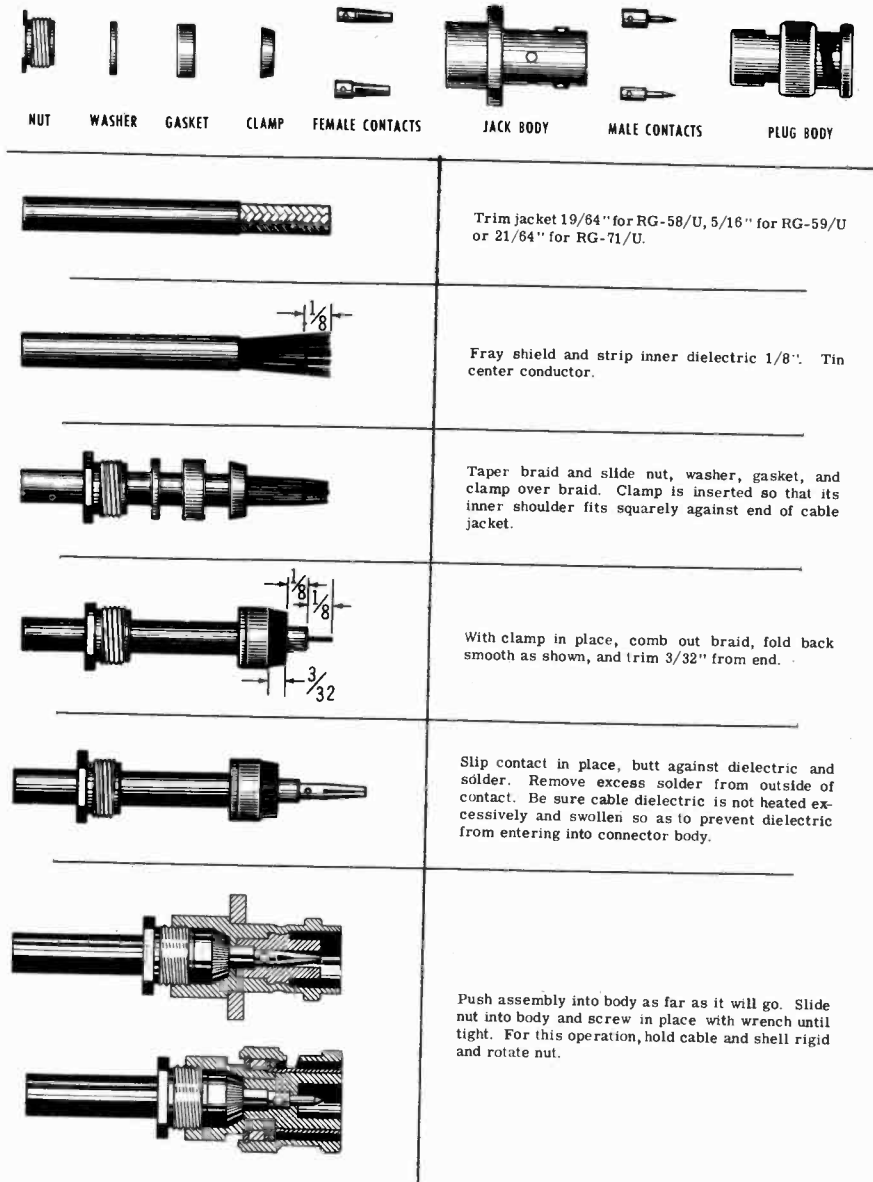 NUT WASHER GASKET CLAMP FEMALE CONTACTS JACK BODY MALE CONTACTS PLUG BODY
Trim jacket 19/64" for RG-58/U, 5/16" for RG-59/U
or 21/64" for RG-71/U.
1/8
Fray shield and strip inner dielectric 1/8". Tin
center conductor.
Taper braid and slide nut, washer, gasket, and
clamp over braid. Clamp is inserted so that its
inner shoulder fits squarely against end of cable
jacket.
1/8
1/8
3/32
With clamp in place, comb out braid, fold back
smooth as shown, and trim 3/32" from end.
Slip contact in place, butt against dielectric and
solder. Remove excess solder from outside of
contact. Be sure cable dielectric is not heated ex-
cessively and swollen so as to prevent dielectric
from entering into connector body.
Push assembly into body as far as it will go. Slide
nut into body and screw in place with wrench until
tight. For this operation, hold cable and shell rigid
and rotate nut.